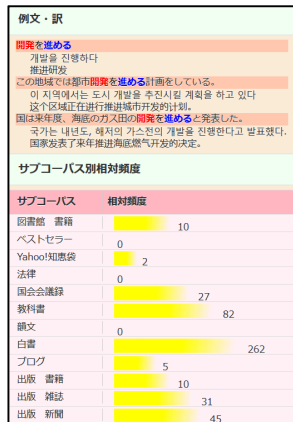 例文・訳
開発を進める
개발을 진행하다
推进研发
この地域では都市開発を進める計画をしている。
이 지역에서는 도시 개발을 추진시킬 계획을 하고 있다
这个区域正在进行推进城市开发的计划。
国は来年度、海底のガス田の開発を進めると発表した。
국가는 내년도, 해저의 가스전의 개발을 진행한다고 발표했다.
国家发表了来年推进海底燃气开发的决定。
サブコーパス別相対頻度
サブコーパス 相対頻度
図書館 書籍 10
ベストセラー 0
Yahoo!知恵袋 2
法律 0
国会会議録 27
教科書 82
韻文 0
白書 262
ブログ 5
出版 書籍 10
出版 雑誌 31
出版 新聞 45